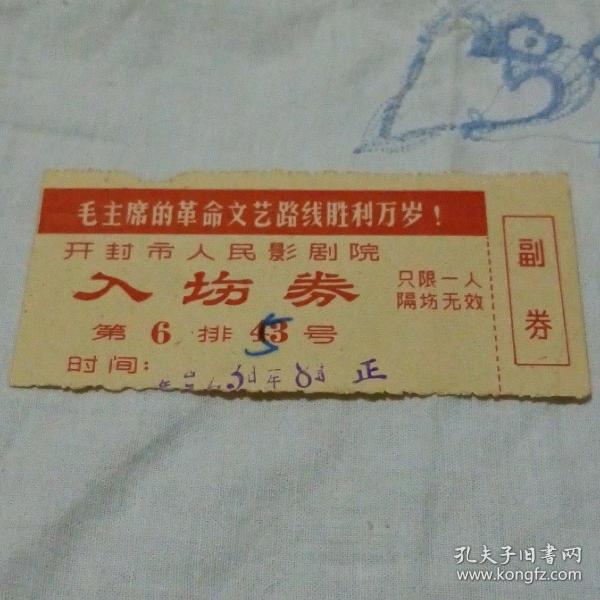 毛主席的革命文艺路线胜利万岁！
开封市人民影剧院
入场券
只限一人
隔场无效
第 6 排 43 号
5
时间：
正
副券
孔夫子旧书网
www.kongfz.com